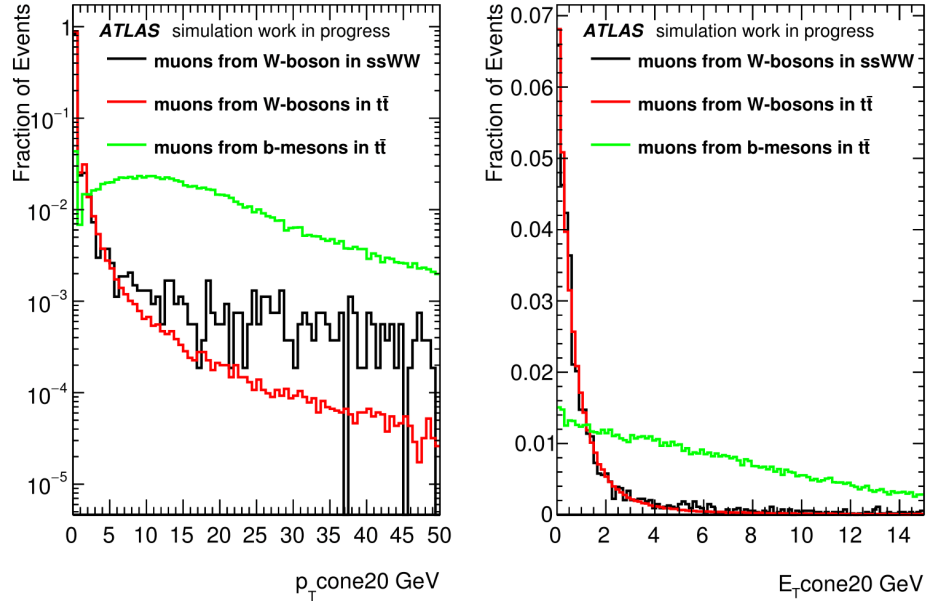 Fraction of Events
ATLAS simulation work in progress
muons from W-boson in ssWW
muons from W-bosons in tt̄
muons from b-mesons in tt̄
1
10⁻¹
10⁻²
10⁻³
10⁻⁴
10⁻⁵
0 5 10 15 20 25 30 35 40 45 50
p_T cone20 GeV
Fraction of Events
ATLAS simulation work in progress
muons from W-bosons in ssWW
muons from W-bosons in tt̄
muons from b-mesons in tt̄
0.07
0.06
0.05
0.04
0.03
0.02
0.01
0
0 2 4 6 8 10 12 14
E_T cone20 GeV